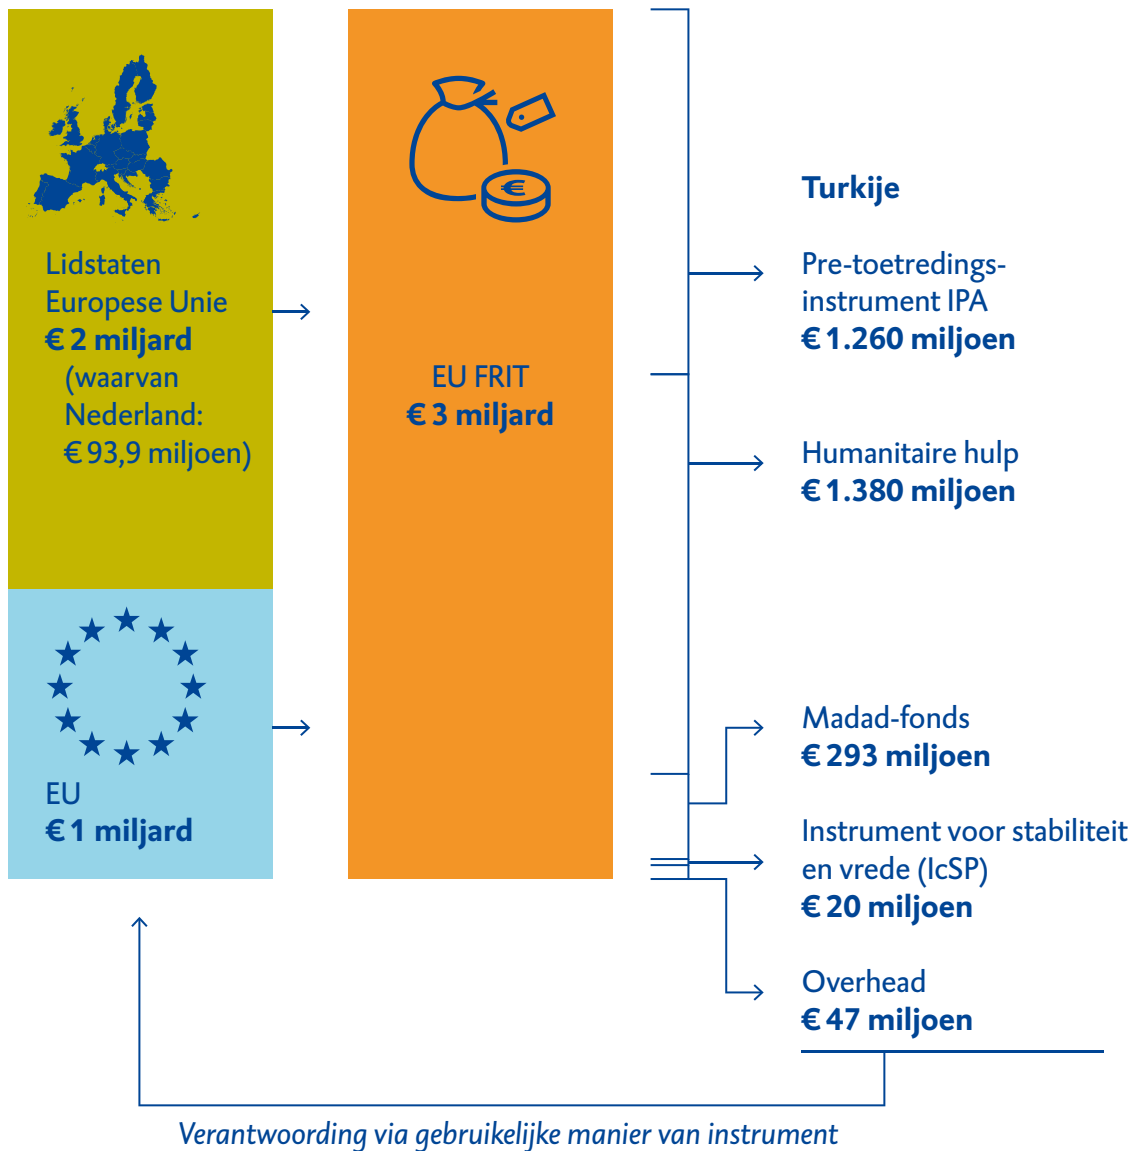 Lidstaten
Europese Unie
€ 2 miljard
(waarvan
Nederland:
€ 93,9 miljoen)
EU
€ 1 miljard
EU FRIT
€ 3 miljard
€
Turkije
Pre-toetredings-
instrument IPA
€ 1.260 miljoen
Humanitaire hulp
€ 1.380 miljoen
Madad-fonds
€ 293 miljoen
Instrument voor stabiliteit
en vrede (IcSP)
€ 20 miljoen
Overhead
€ 47 miljoen
Verantwoording via gebruikelijke manier van instrument